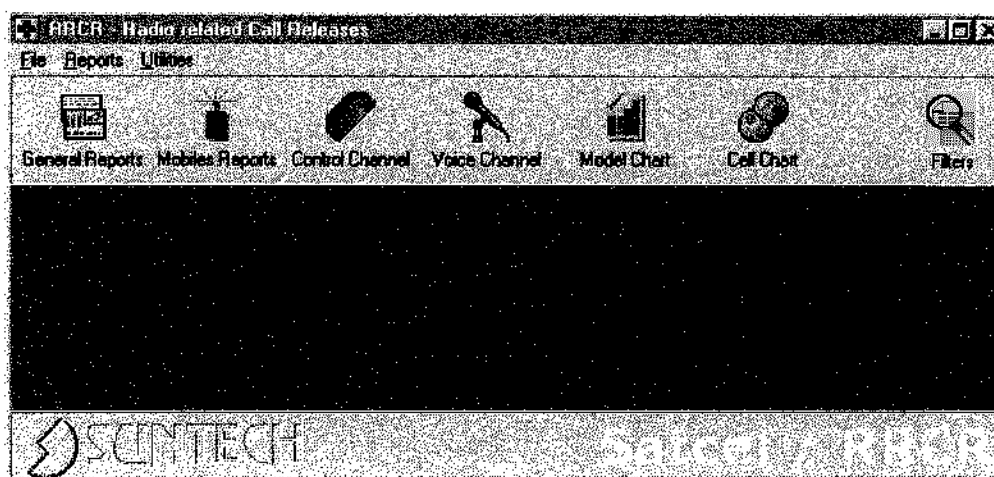 ARCR - Radio related Call Releases
File Reports Utilities
General Reports Mobiles Reports Control Channel Voice Channel Model Chart Cell Chart Filters
SCINTECH